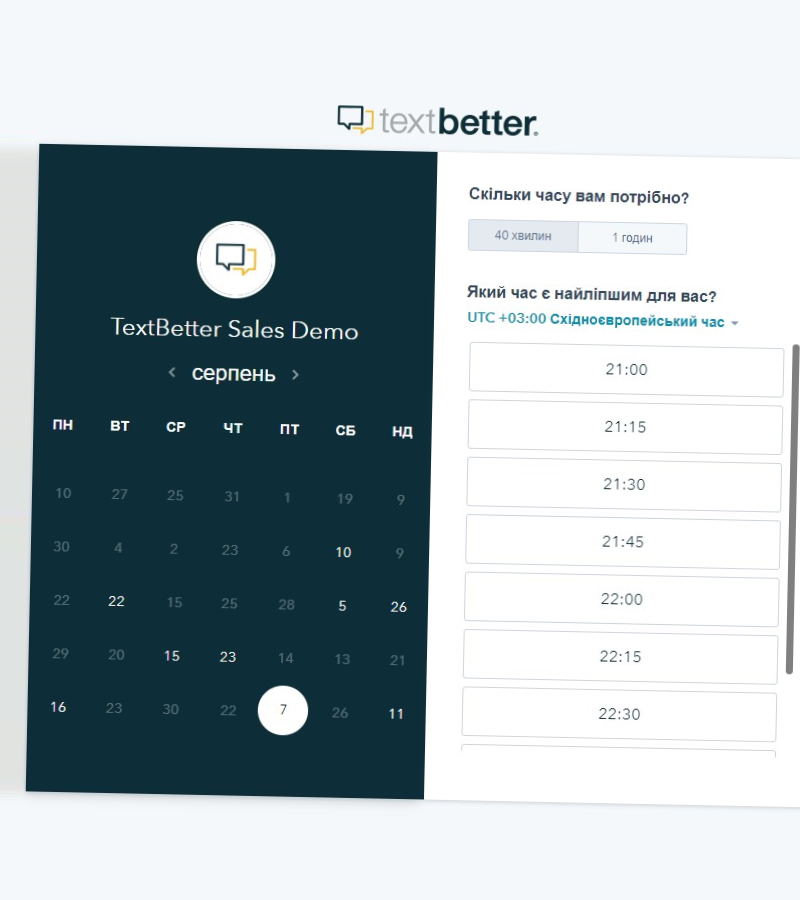 textbetter.
TextBetter Sales Demo
серпень
ПН ВТ СР ЧТ ПТ СБ НД
10 27 25 31 1 19 9
30 4 2 23 6 10 9
22 22 15 25 28 5 26
29 20 15 23 14 13 21
16 23 30 22 7 26 11
Скільки часу вам потрібно?
40 хвилин 1 годин
Який час є найліпшим для вас?
UTC +03:00 Східноєвропейський час
21:00
21:15
21:30
21:45
22:00
22:15
22:30